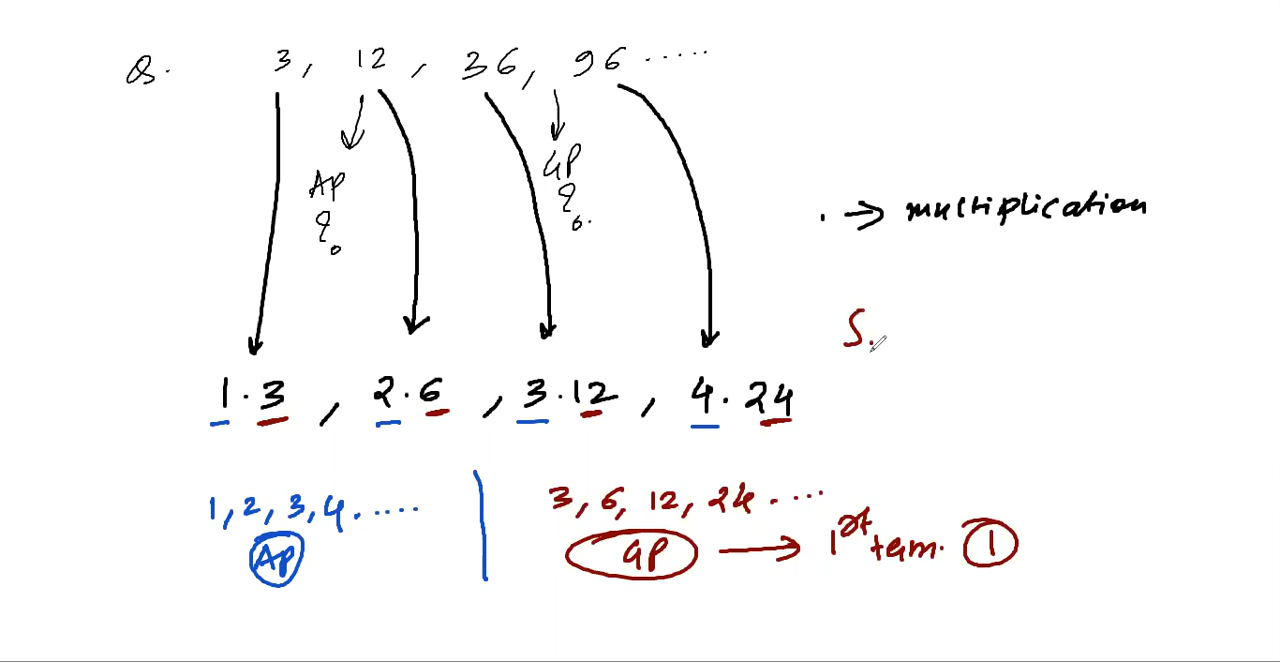 Q. 3, 12, 36, 96 .....
AP GP
? ?
. → multiplication
S.
1.3, 2.6, 3.12, 4.24
1, 2, 3, 4. .... 3, 6, 12, 24 . ...
AP GP → 1st term. 1